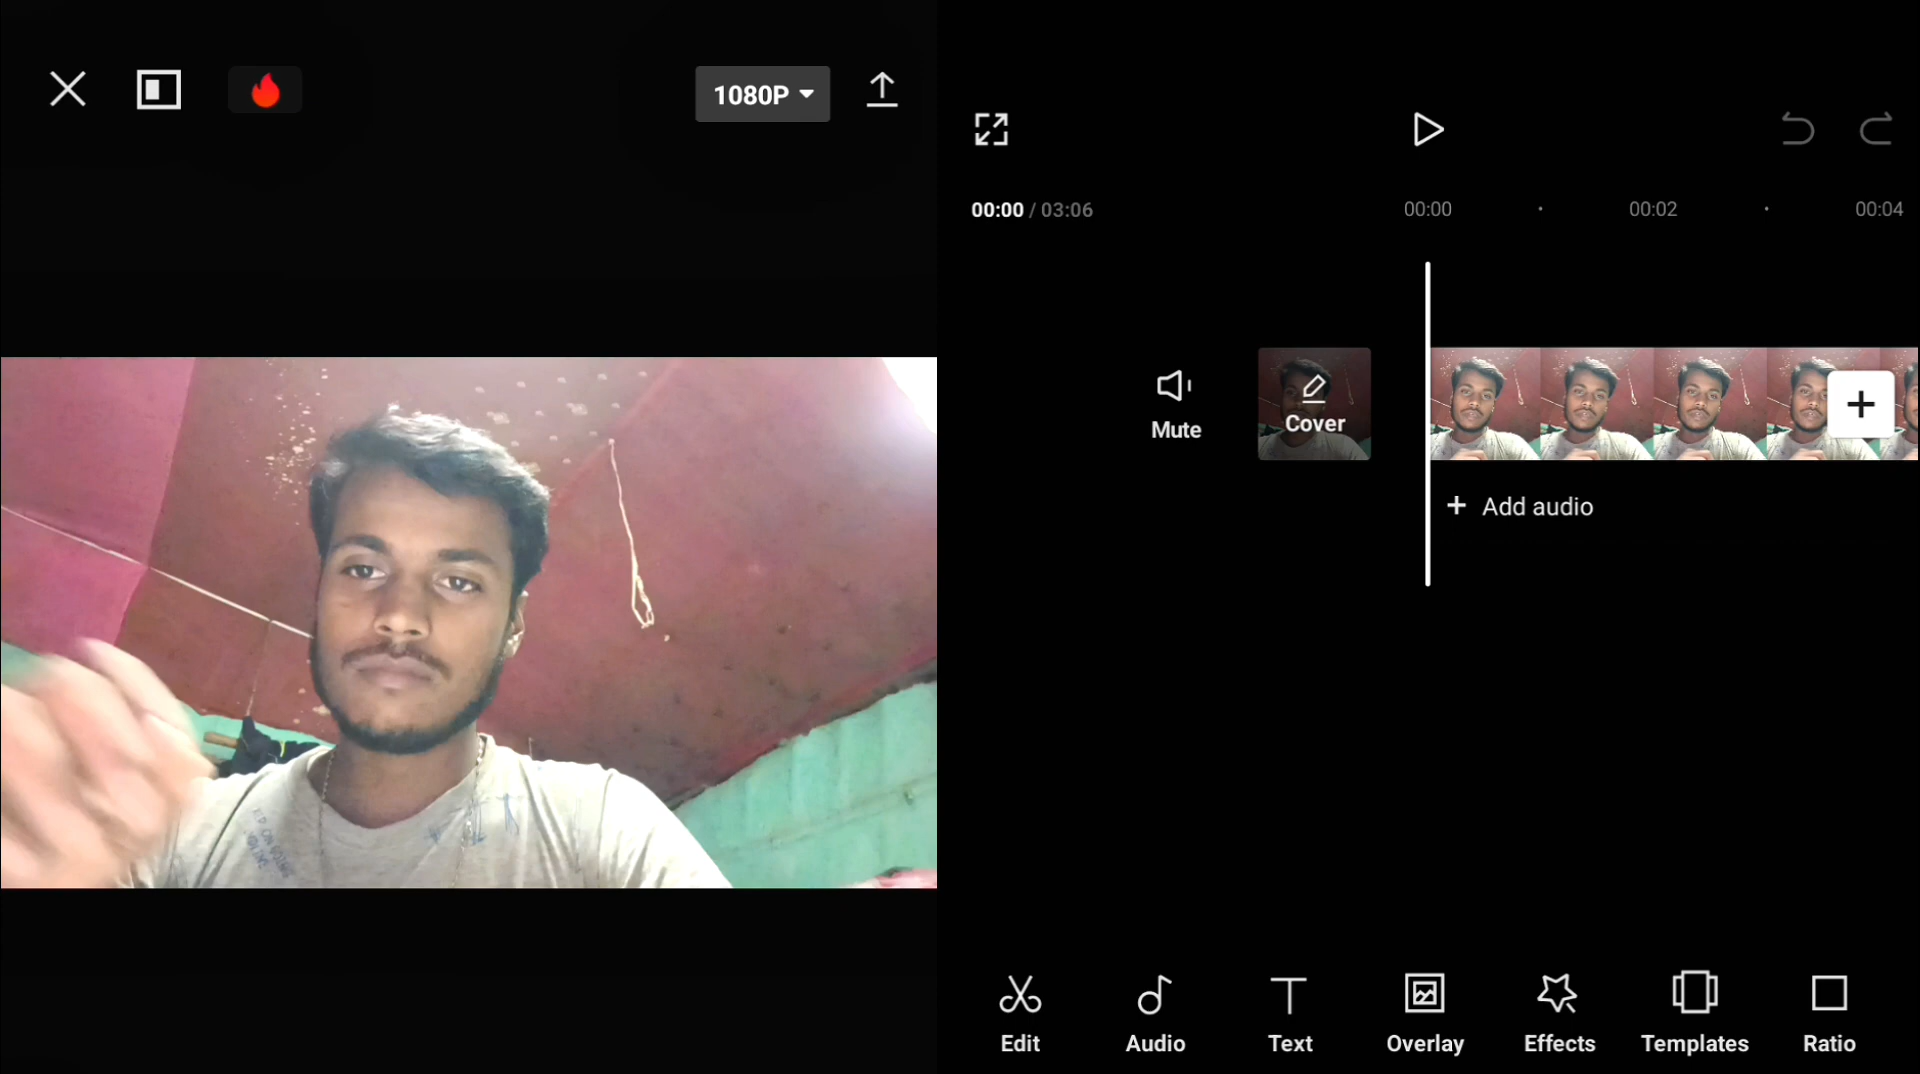 1080P
00:00 / 03:06
00:00
00:02
00:04
Mute
Cover
+ Add audio
Edit
Audio
Text
Overlay
Effects
Templates
Ratio